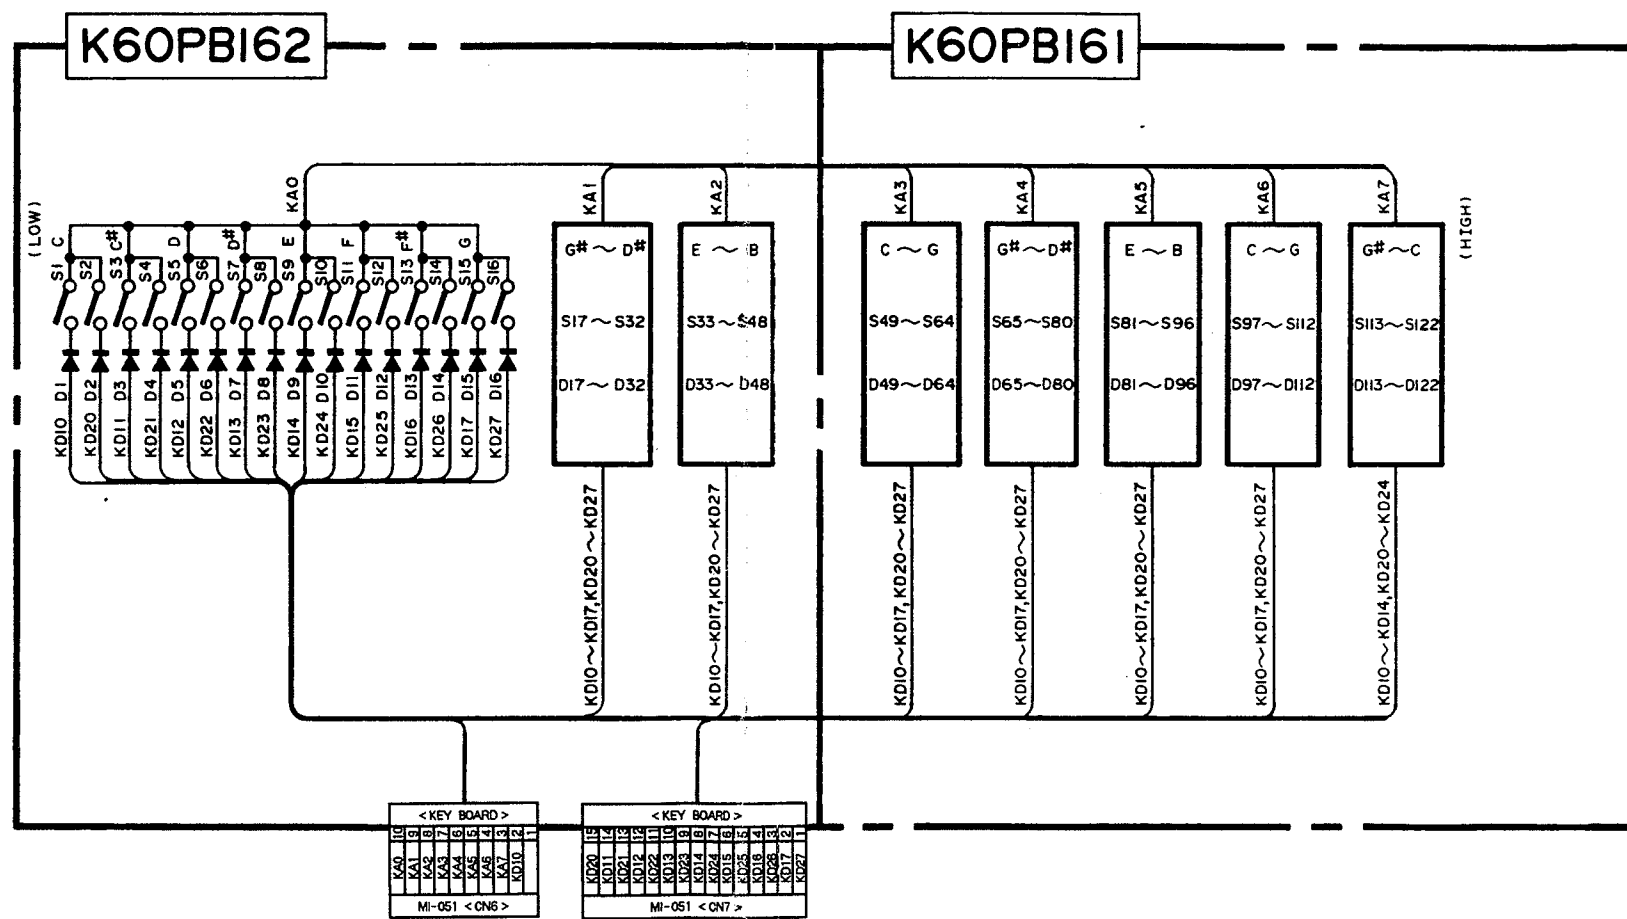 K60PB162
K60PB161
(LOW)
(HIGH)
KA0
KA1
KA2
KA3
KA4
KA5
KA6
KA7
C
C#
D
D#
E
F
F#
G
S1
S2
S3
S4
S5
S6
S7
S8
S9
S10
S11
S12
S13
S14
S15
S16
KD10 D1
KD20 D2
KD11 D3
KD21 D4
KD12 D5
KD22 D6
KD13 D7
KD23 D8
KD14 D9
KD24 D10
KD15 D11
KD25 D12
KD16 D13
KD26 D14
KD17 D15
KD27 D16
G#~D#
S17~S32
D17~D32
KD10~KD17,KD20~KD27
E~B
S33~S48
D33~D48
KD10~KD17,KD20~KD27
C~G
S49~S64
D49~D64
KD10~KD17,KD20~KD27
G#~D#
S65~S80
D65~D80
KD10~KD17,KD20~KD27
E~B
S81~S96
D81~D96
KD10~KD17,KD20~KD27
C~G
S97~S112
D97~D112
KD10~KD17,KD20~KD27
G#~C
S113~S122
D113~D122
KD10~KD14,KD20~KD24
<KEY BOARD>
10 9 8 7 6 5 4 3 2 1
KA0 KA1 KA2 KA3 KA4 KA5 KA6 KA7 KD10
MI-051 <CN6>
<KEY BOARD>
15 14 13 12 11 10 9 8 7 6 5 4 3 2 1
KD20 KD11 KD21 KD12 KD22 KD13 KD23 KD14 KD24 KD15 KD25 KD16 KD26 KD17 KD27
MI-051 <CN7>